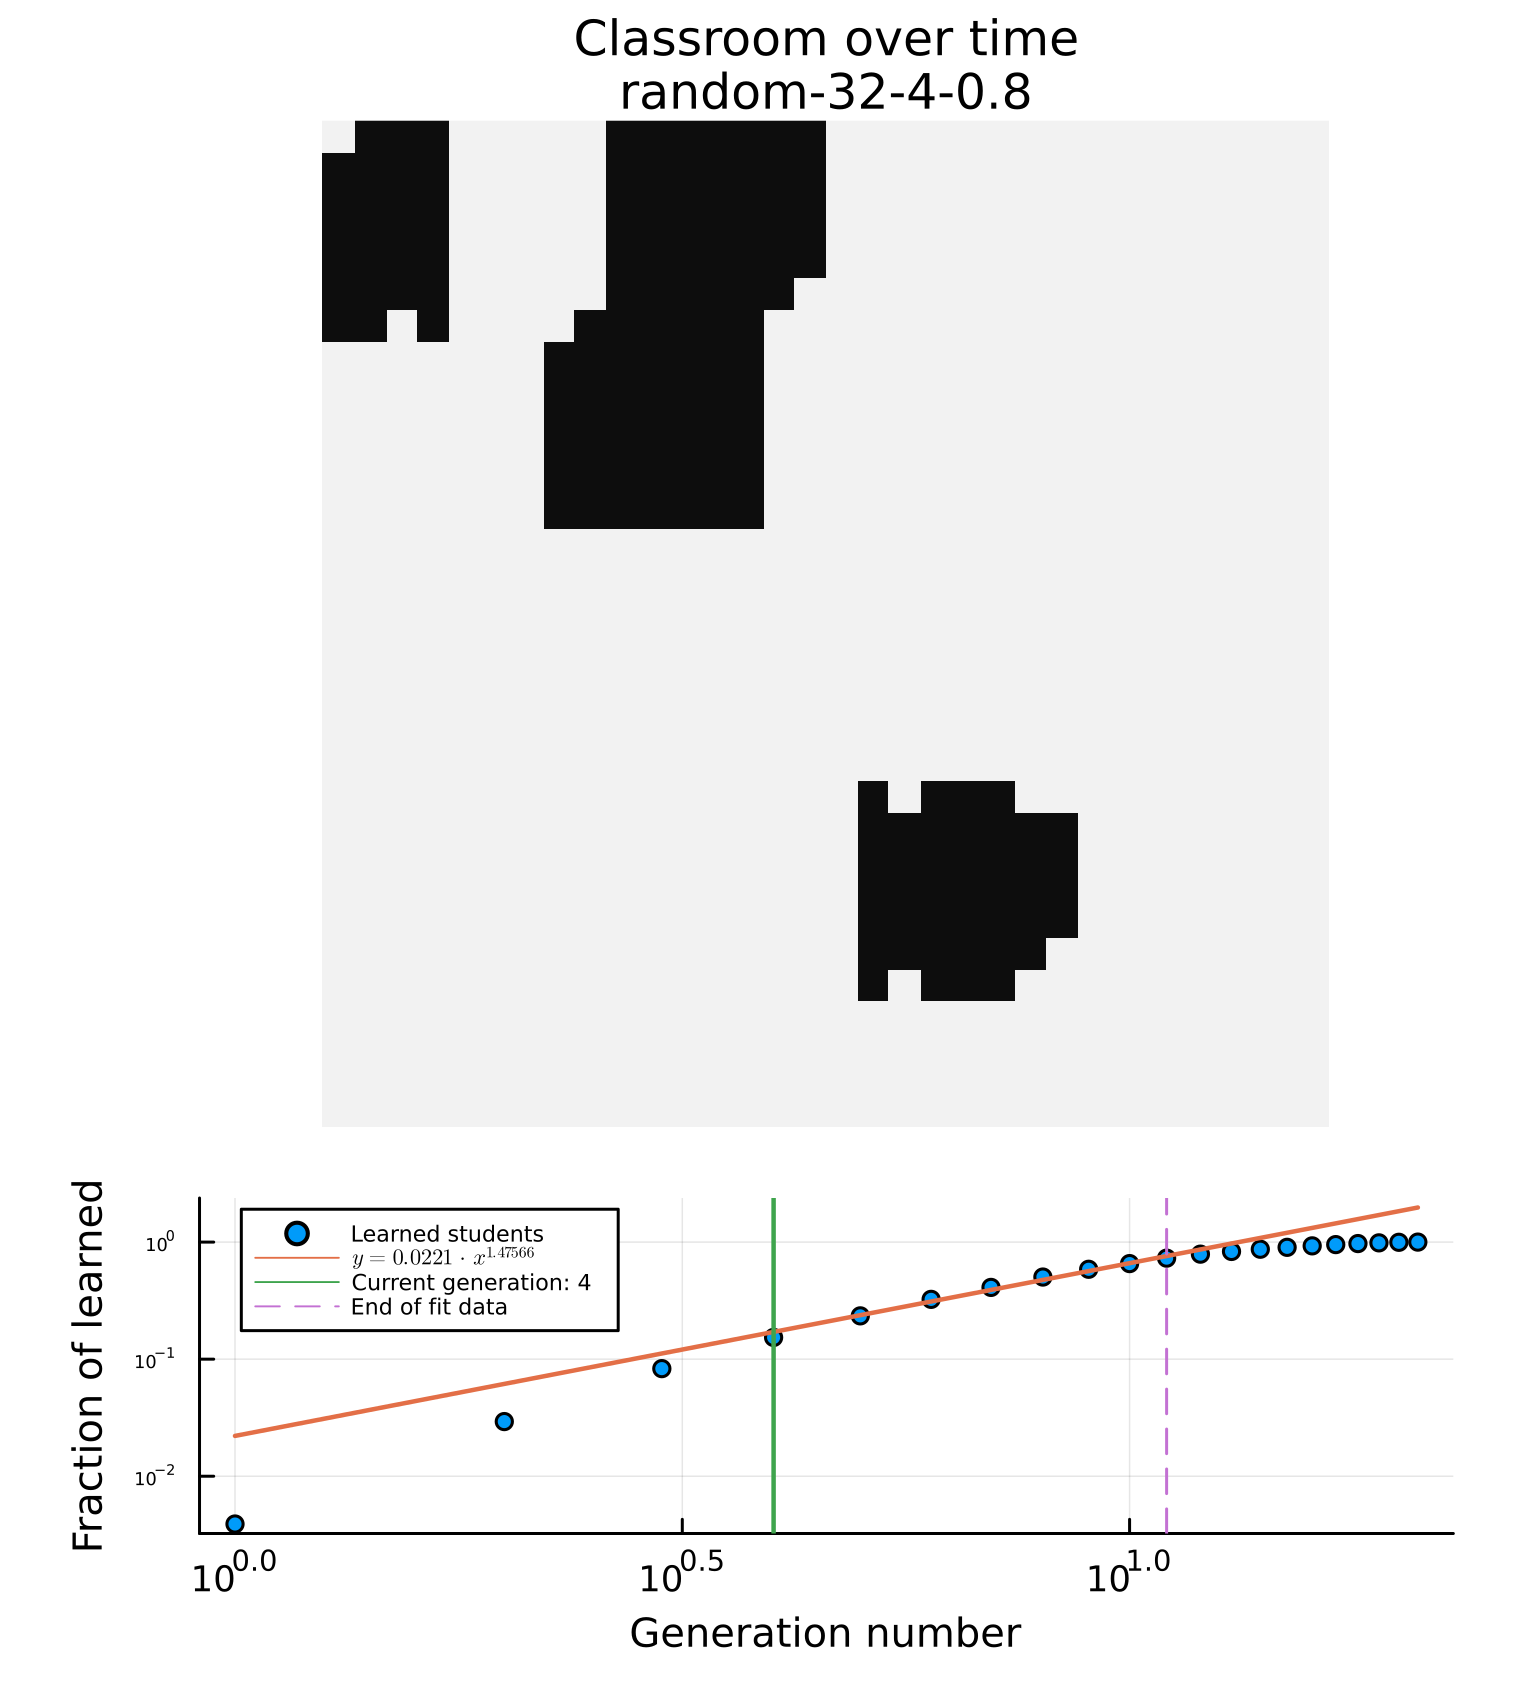 Classroom over time
random-32-4-0.8
Fraction of learned
10⁰
10⁻¹
10⁻²
Learned students
y = 0.0221 · x^1.47566
Current generation: 4
End of fit data
10^0.0
10^0.5
10^1.0
Generation number